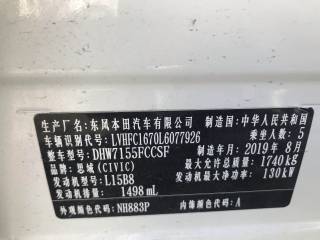 生产厂名:东风本田汽车有限公司 制造国:中华人民共和国
车辆识别代号:LVHFC1670L6077926 乘坐人数:5
整车型号:DHW7155FCCSF 制造年月:2019年8月
品牌:思域(CIVIC) 最大允许总质量:1740kg
发动机型号:L15B8 发动机最大净功率:130kW
发动机排量:1498mL
外观颜色代码:NH883P 内饰颜色代码:A